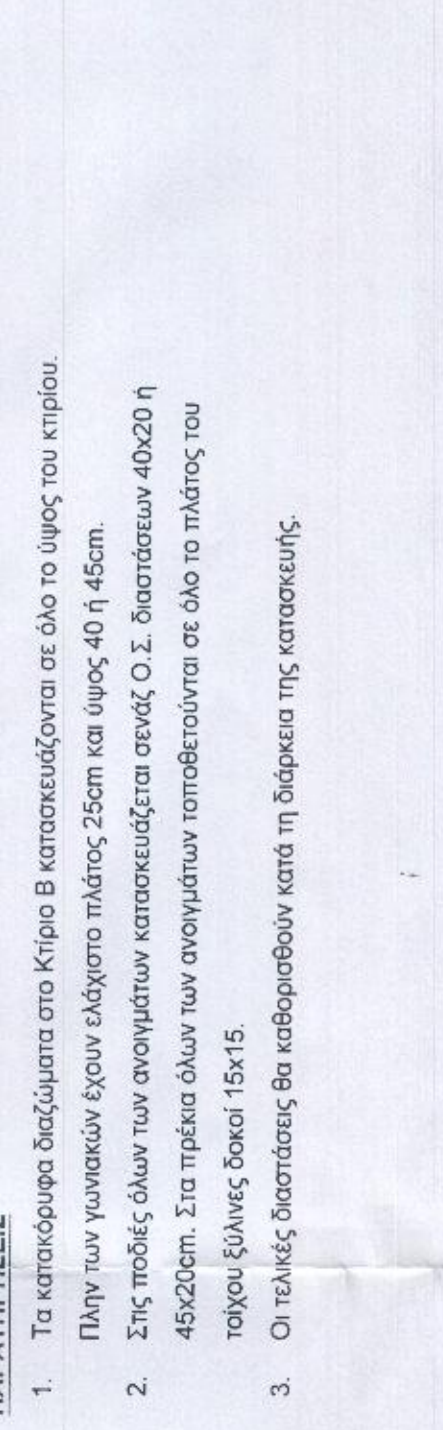 1. Τα κατακόρυφα διαζώματα στο Κτίριο Β κατασκευάζονται σε όλο το ύψος του κτιρίου.
Πλην των γωνιακών έχουν ελάχιστο πλάτος 25cm και ύψος 40 ή 45cm.
2. Στις ποδιές όλων των ανοιγμάτων κατασκευάζεται σενάζ Ο.Σ. διαστάσεων 40x20 ή
45x20cm. Στα πρέκια όλων των ανοιγμάτων τοποθετούνται σε όλο το πλάτος του
τοίχου ξύλινες δοκοί 15x15.
3. Οι τελικές διαστάσεις θα καθορισθούν κατά τη διάρκεια της κατασκευής.